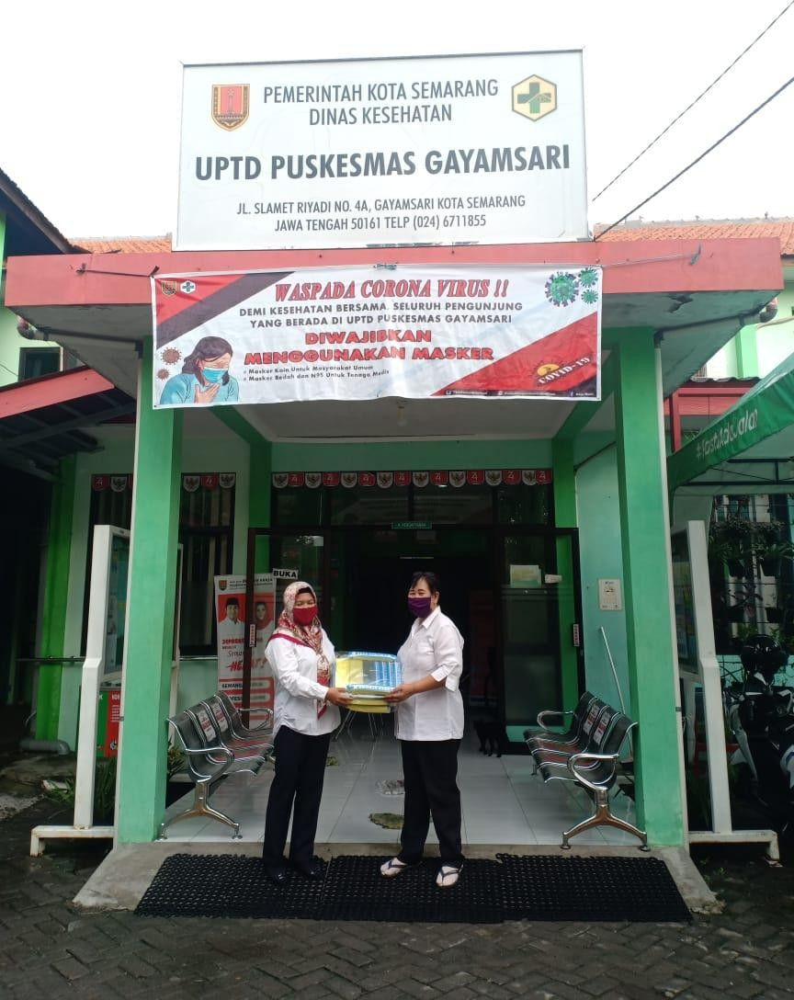 PEMERINTAH KOTA SEMARANG
DINAS KESEHATAN
UPTD PUSKESMAS GAYAMSARI
JL. SLAMET RIYADI NO. 4A, GAYAMSARI KOTA SEMARANG
JAWA TENGAH 50161 TELP (024) 6711855
WASPADA CORONA VIRUS !!
DEMI KESEHATAN BERSAMA, SELURUH PENGUNJUNG
YANG BERADA DI UPTD PUSKESMAS GAYAMSARI
DIWAJIBKAN
MENGGUNAKAN MASKER
Masker Kain Untuk Masyarakat Umum
Masker Bedah dan N95 Untuk Tenaga Medis
COVID-19
#PastiAdaJalan
BUKA
SEMANGAT